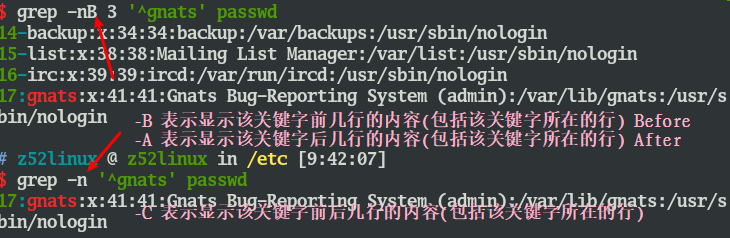 $ grep -nB 3 '^gnats' passwd
14-backup:x:34:34:backup:/var/backups:/usr/sbin/nologin
15-list:x:38:38:Mailing List Manager:/var/list:/usr/sbin/nologin
16-irc:x:39:39:ircd:/var/run/ircd:/usr/sbin/nologin
17:gnats:x:41:41:Gnats Bug-Reporting System (admin):/var/lib/gnats:/usr/s
bin/nologin
-B 表示显示该关键字前几行的内容(包括该关键字所在的行) Before
-A 表示显示该关键字后几行的内容(包括该关键字所在的行) After
# z52linux @ z52linux in /etc [9:42:07]
$ grep -n '^gnats' passwd
17:gnats:x:41:41:Gnats Bug-Reporting System (admin):/var/lib/gnats:/usr/s
bin/nologin
-C 表示显示该关键字前后几行的内容(包括该关键字所在的行)